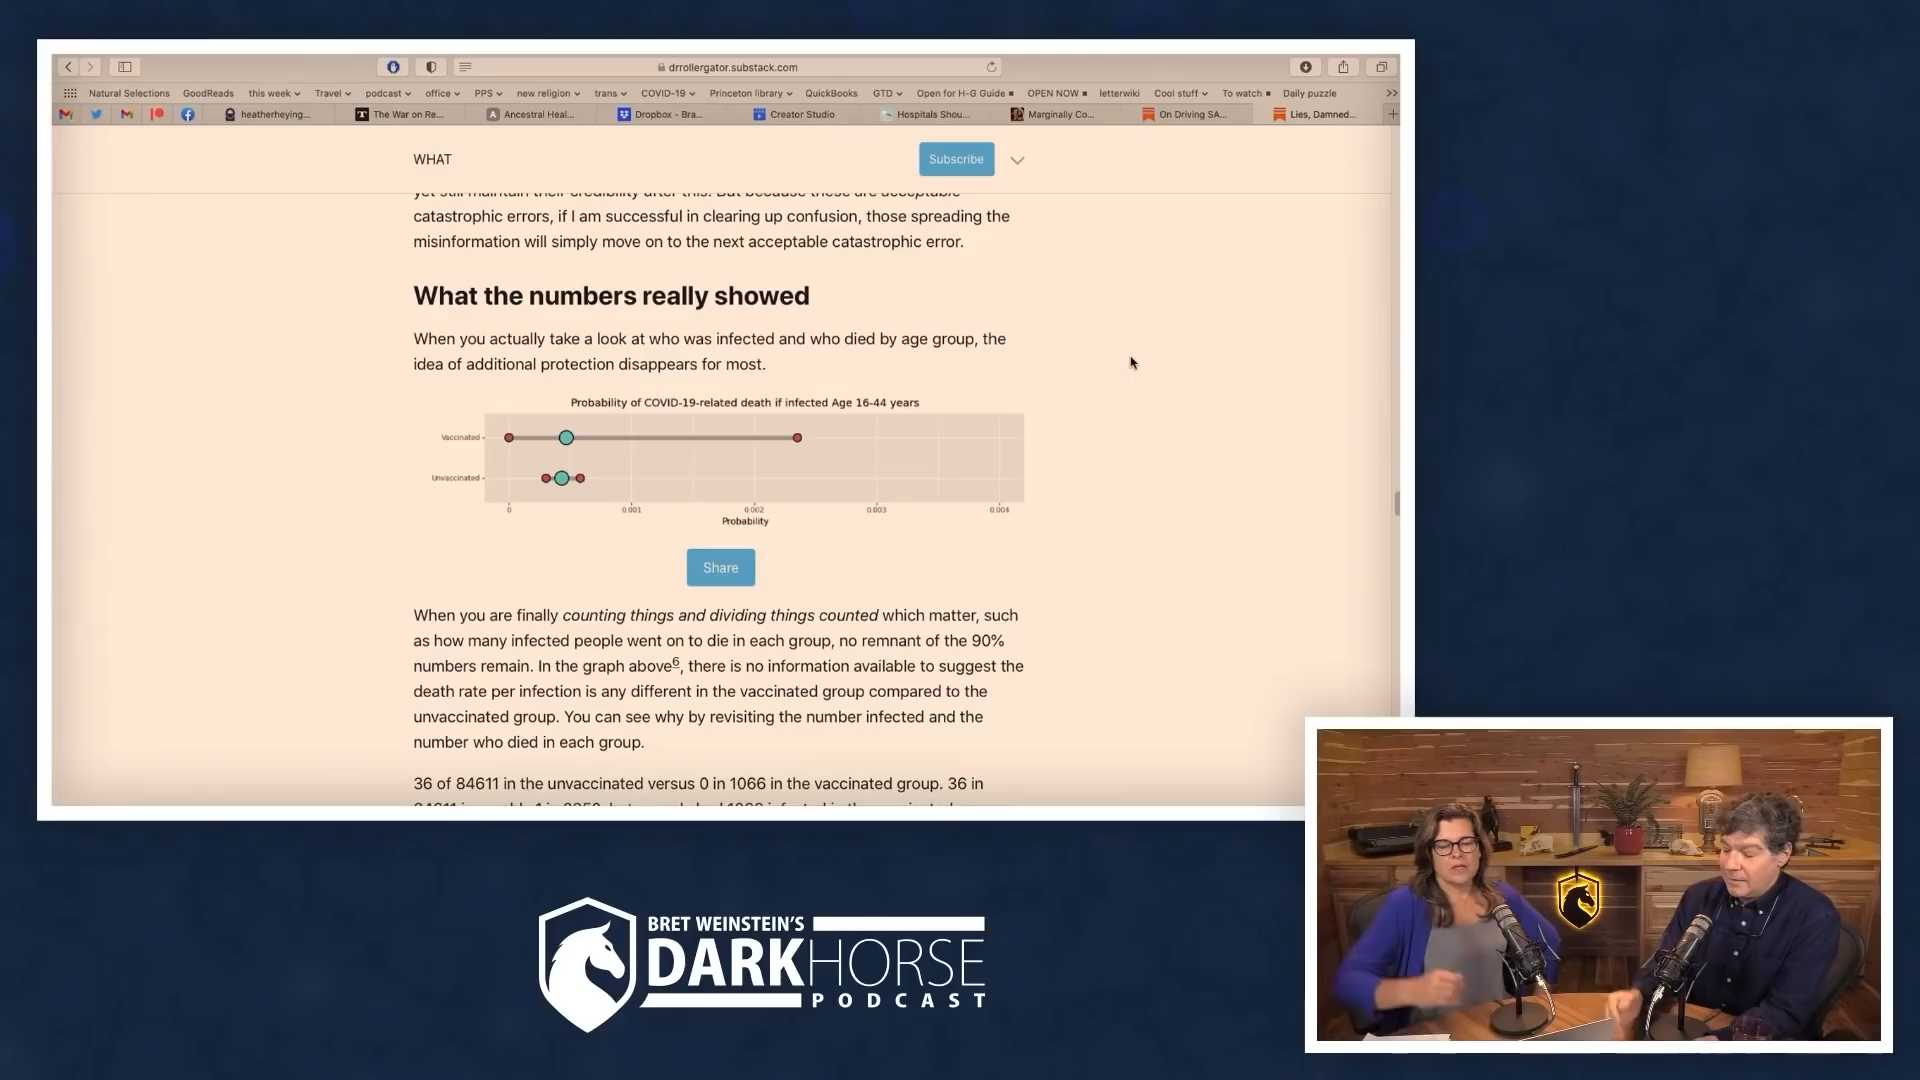 drrollergator.substack.com
Natural Selections GoodReads this week Travel podcast office PPS new religion trans COVID-19 Princeton library QuickBooks GTD Open for H-G Guide OPEN NOW letterwiki Cool stuff To watch Daily puzzle
heatherheying... The War on Re... Ancestral Heal... Dropbox - Bra... Creator Studio Hospitals Shou... Marginally Co... On Driving SA... Lies, Damned...
WHAT
Subscribe
yet still maintain their credibility after this. But because these are acceptable
catastrophic errors, if I am successful in clearing up confusion, those spreading the
misinformation will simply move on to the next acceptable catastrophic error.
What the numbers really showed
When you actually take a look at who was infected and who died by age group, the
idea of additional protection disappears for most.
Probability of COVID-19-related death if infected Age 16-44 years
Vaccinated
Unvaccinated
0 0.001 0.002 0.003 0.004
Probability
Share
When you are finally counting things and dividing things counted which matter, such
as how many infected people went on to die in each group, no remnant of the 90%
numbers remain. In the graph above6, there is no information available to suggest the
death rate per infection is any different in the vaccinated group compared to the
unvaccinated group. You can see why by revisiting the number infected and the
number who died in each group.
36 of 84611 in the unvaccinated versus 0 in 1066 in the vaccinated group. 36 in
BRET WEINSTEIN'S
DARKHORSE
PODCAST